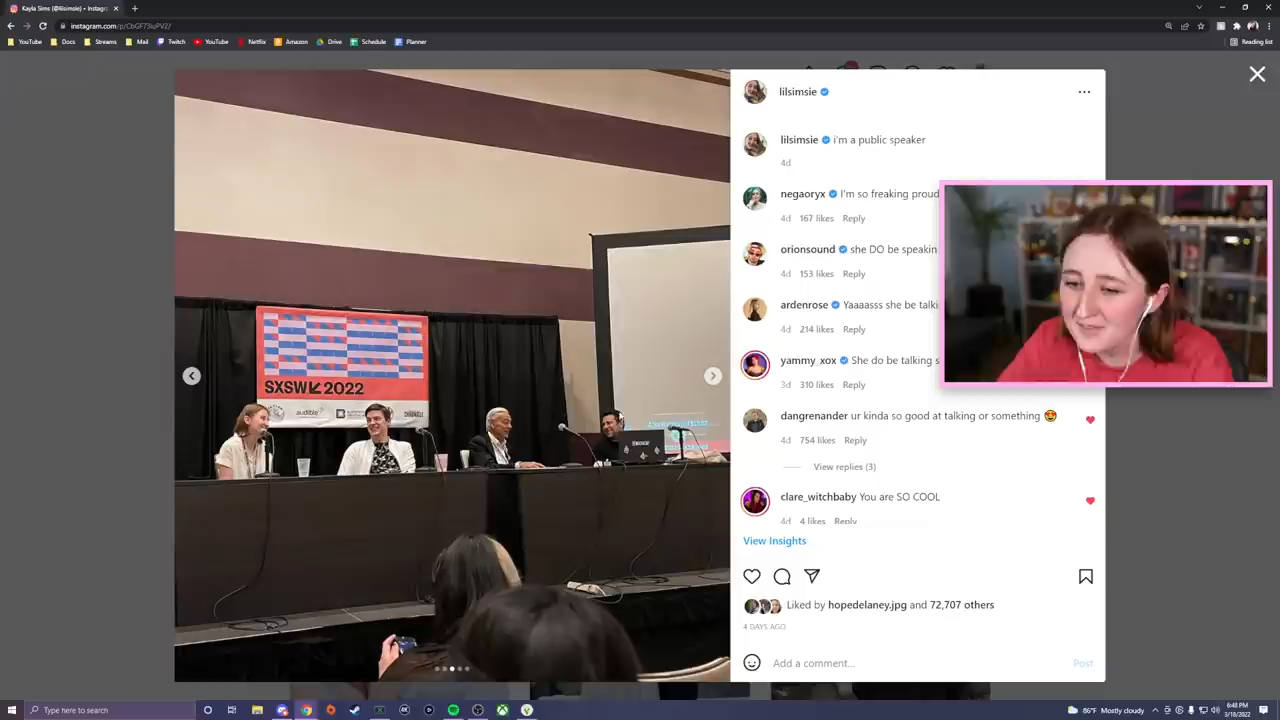 Kayla Sims (@lilsimsie) • Instagr
instagram.com/p/CbGFT3iuPV2/
YouTube Docs Streams Mail Twitch YouTube Netflix Amazon Drive Schedule Planner Reading list
lilsimsie
lilsimsie i'm a public speaker
4d
negaoryx I'm so freaking proud
4d 167 likes Reply
orionsound she DO be speakin
4d 153 likes Reply
ardenrose Yaaaasss she be talki
4d 214 likes Reply
yammy_xox She do be talking s
3d 310 likes Reply
SXSW 2022
audible
dangrenander ur kinda so good at talking or something 😍
4d 754 likes Reply
View replies (3)
clare_witchbaby You are SO COOL
4d 4 likes Reply
View Insights
Liked by hopedelaney.jpg and 72,707 others
4 DAYS AGO
Add a comment... Post
Type here to search
86°F Mostly cloudy
6:48 PM
3/18/2022